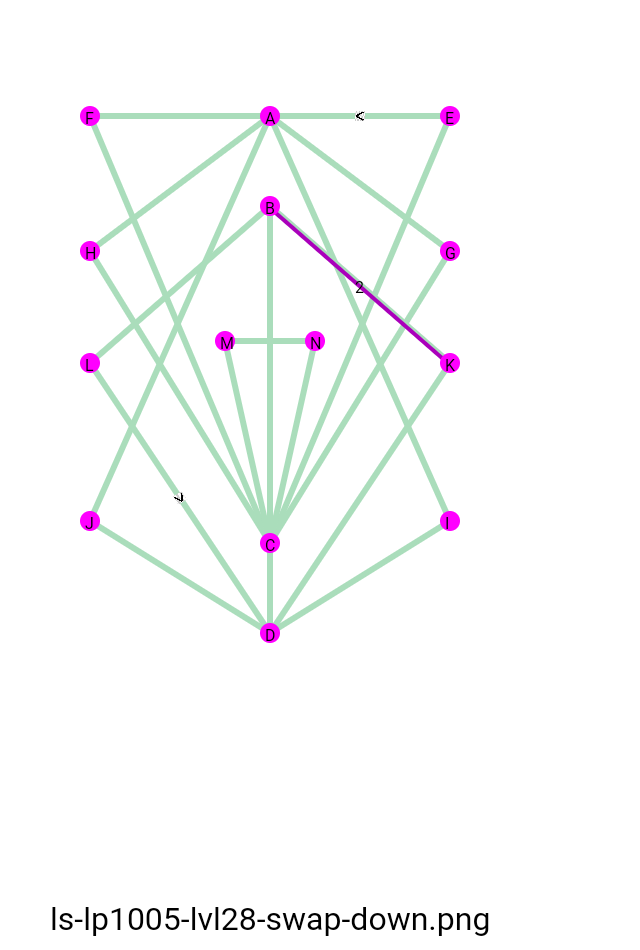 F A < E
B
H G
2
M N
L K
>
J I
C
D
ls-lp1005-lvl28-swap-down.png